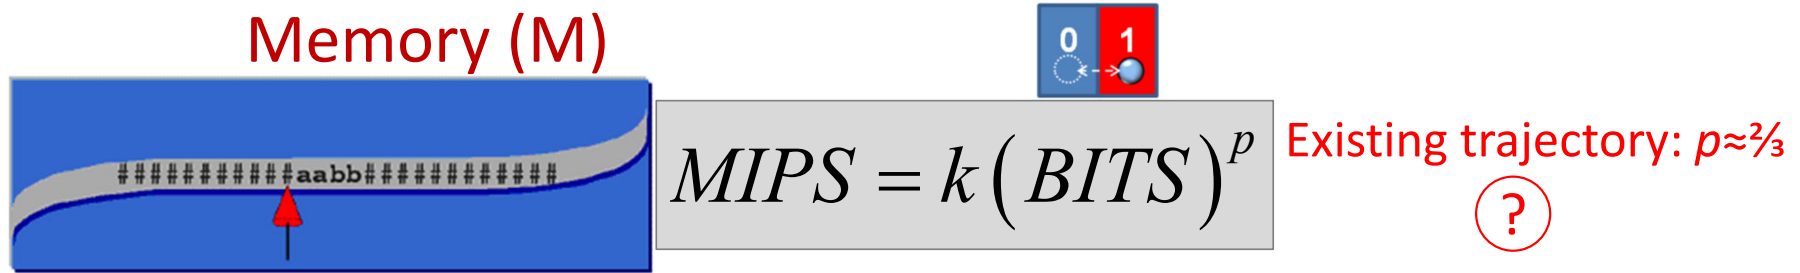 Memory (M)
0 1
###########aabb############
MIPS = k(BITS)^p
Existing trajectory: p≈⅔
?